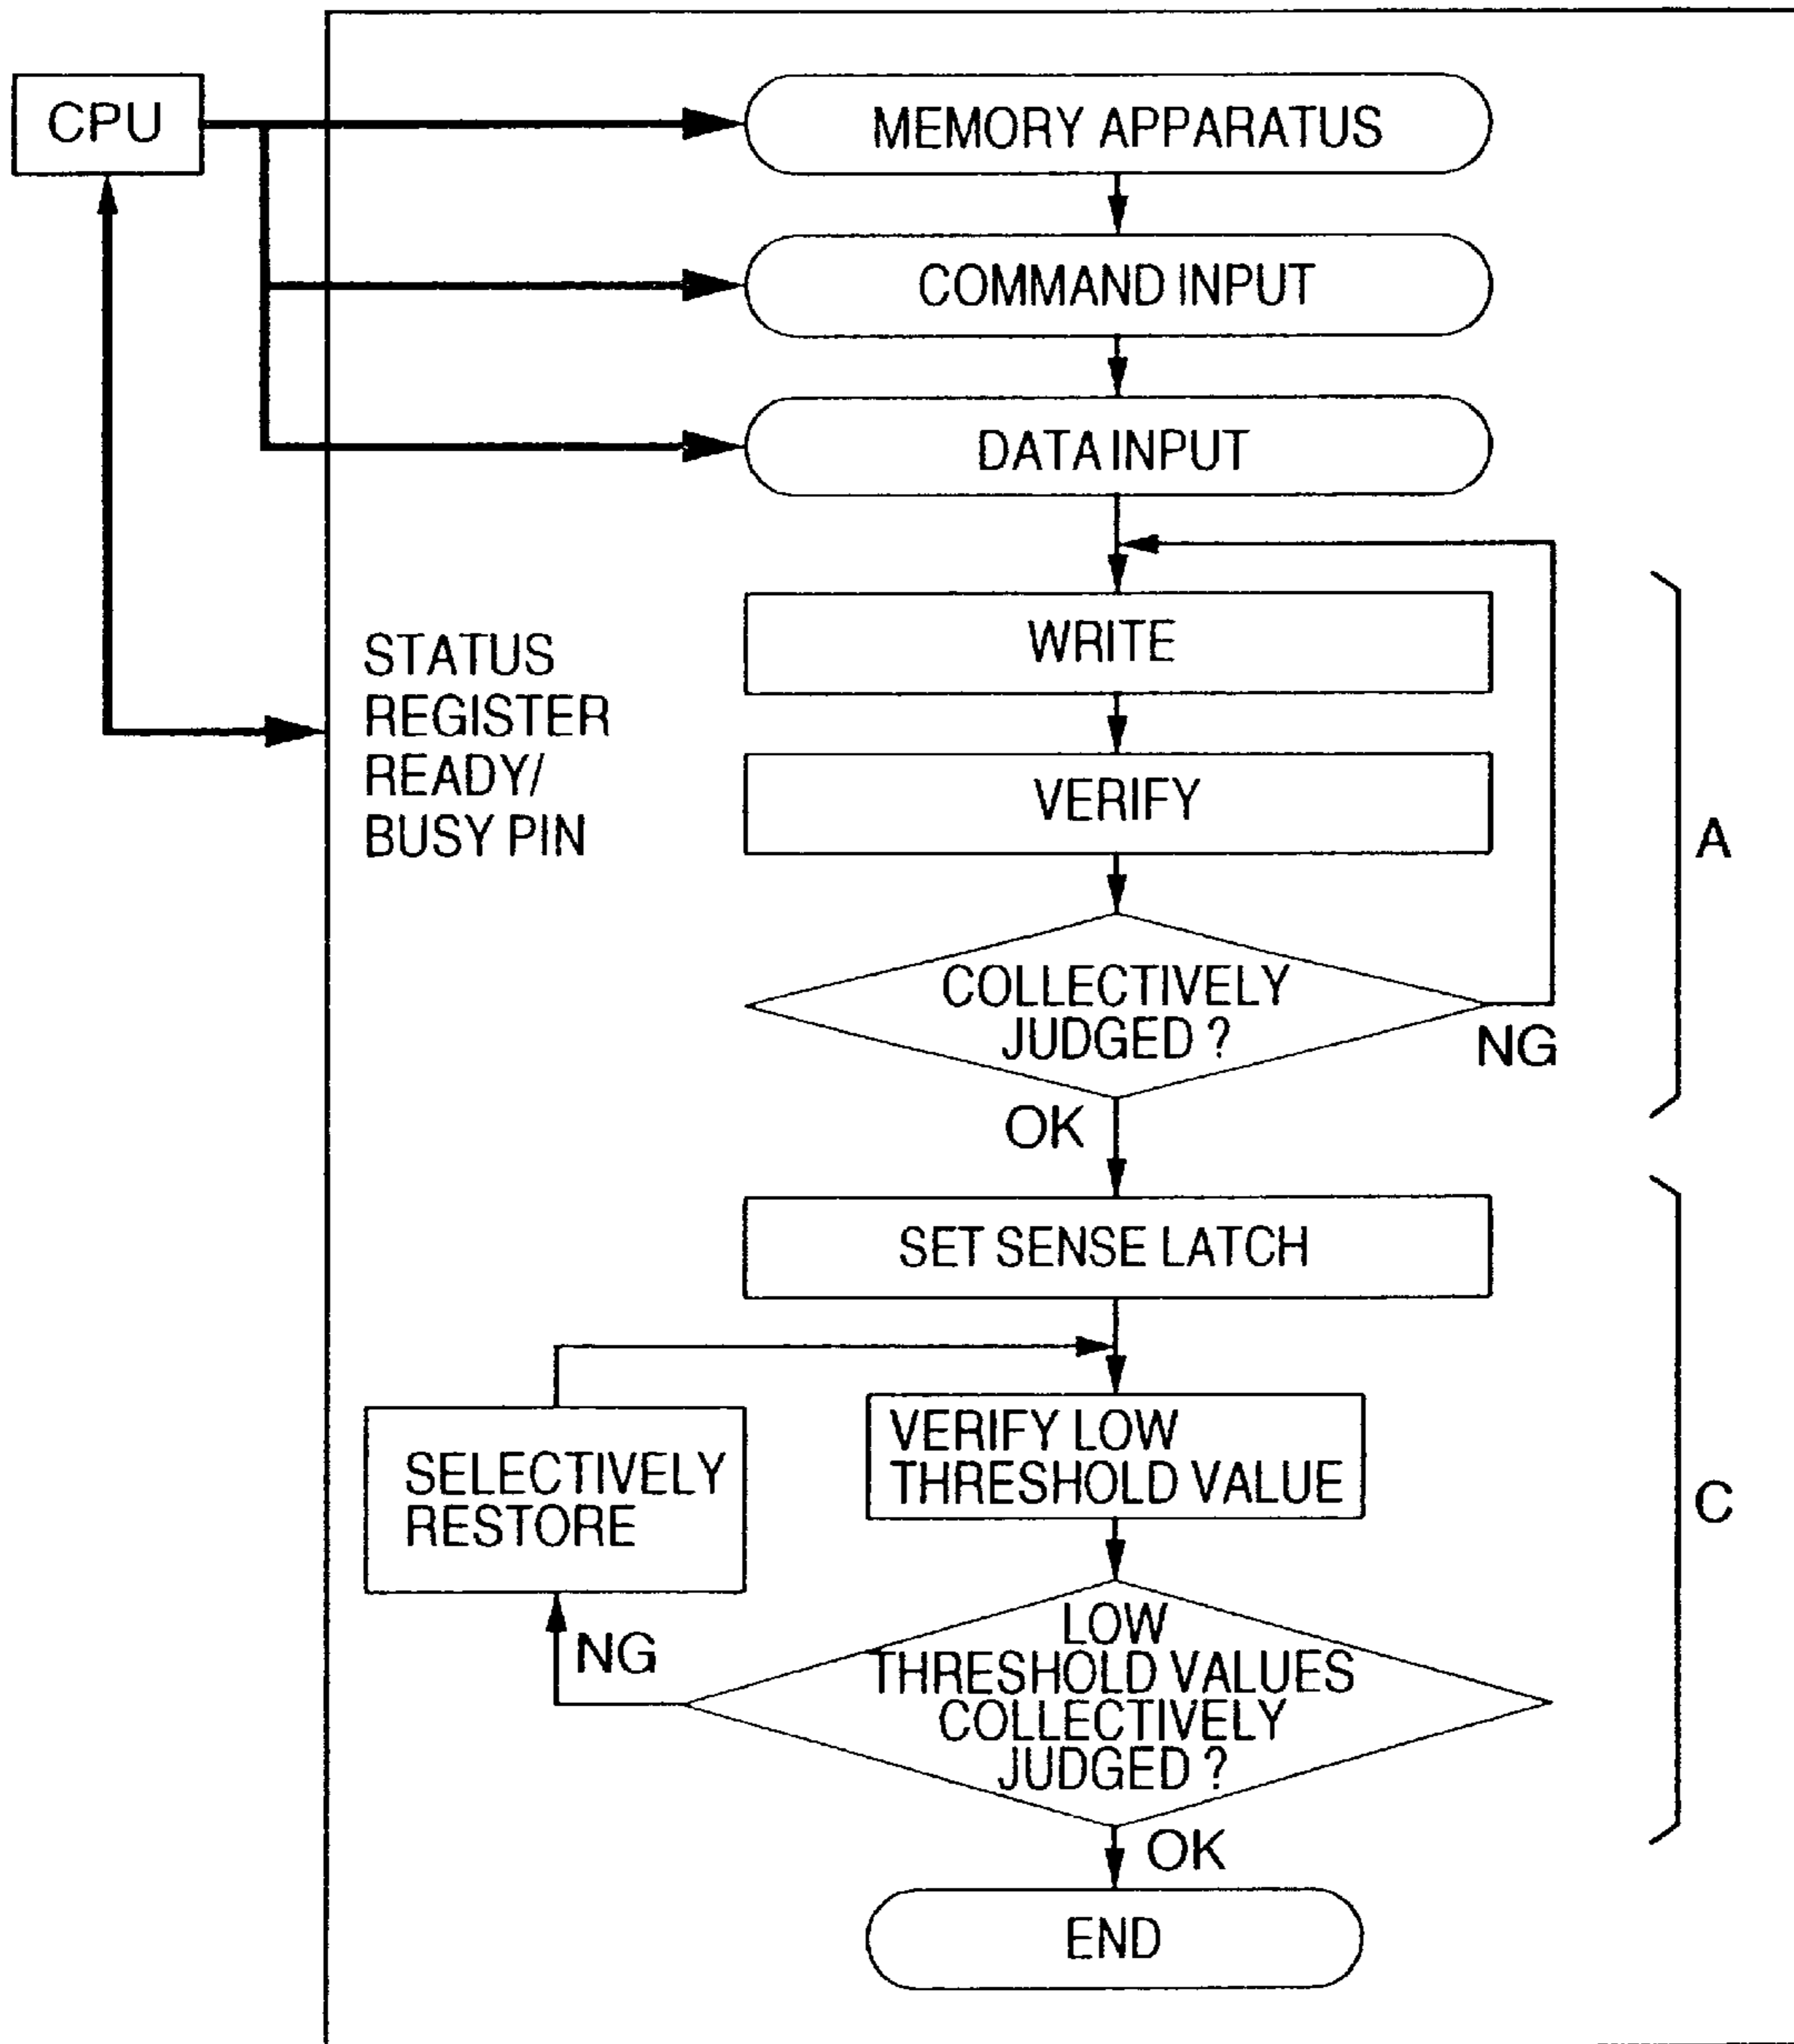 CPU
MEMORY APPARATUS
COMMAND INPUT
DATA INPUT
STATUS
REGISTER
READY/
BUSY PIN
WRITE
VERIFY
A
COLLECTIVELY
JUDGED ?
NG
OK
SET SENSE LATCH
VERIFY LOW
THRESHOLD VALUE
SELECTIVELY
RESTORE
C
NG
LOW
THRESHOLD VALUES
COLLECTIVELY
JUDGED ?
OK
END